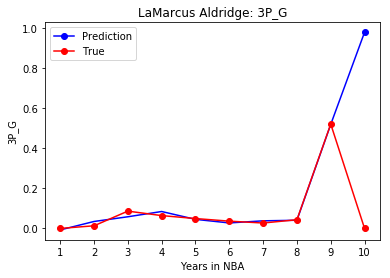 LaMarcus Aldridge: 3P_G
Prediction
True
3P_G
1.0
0.8
0.6
0.4
0.2
0.0
1 2 3 4 5 6 7 8 9 10
Years in NBA